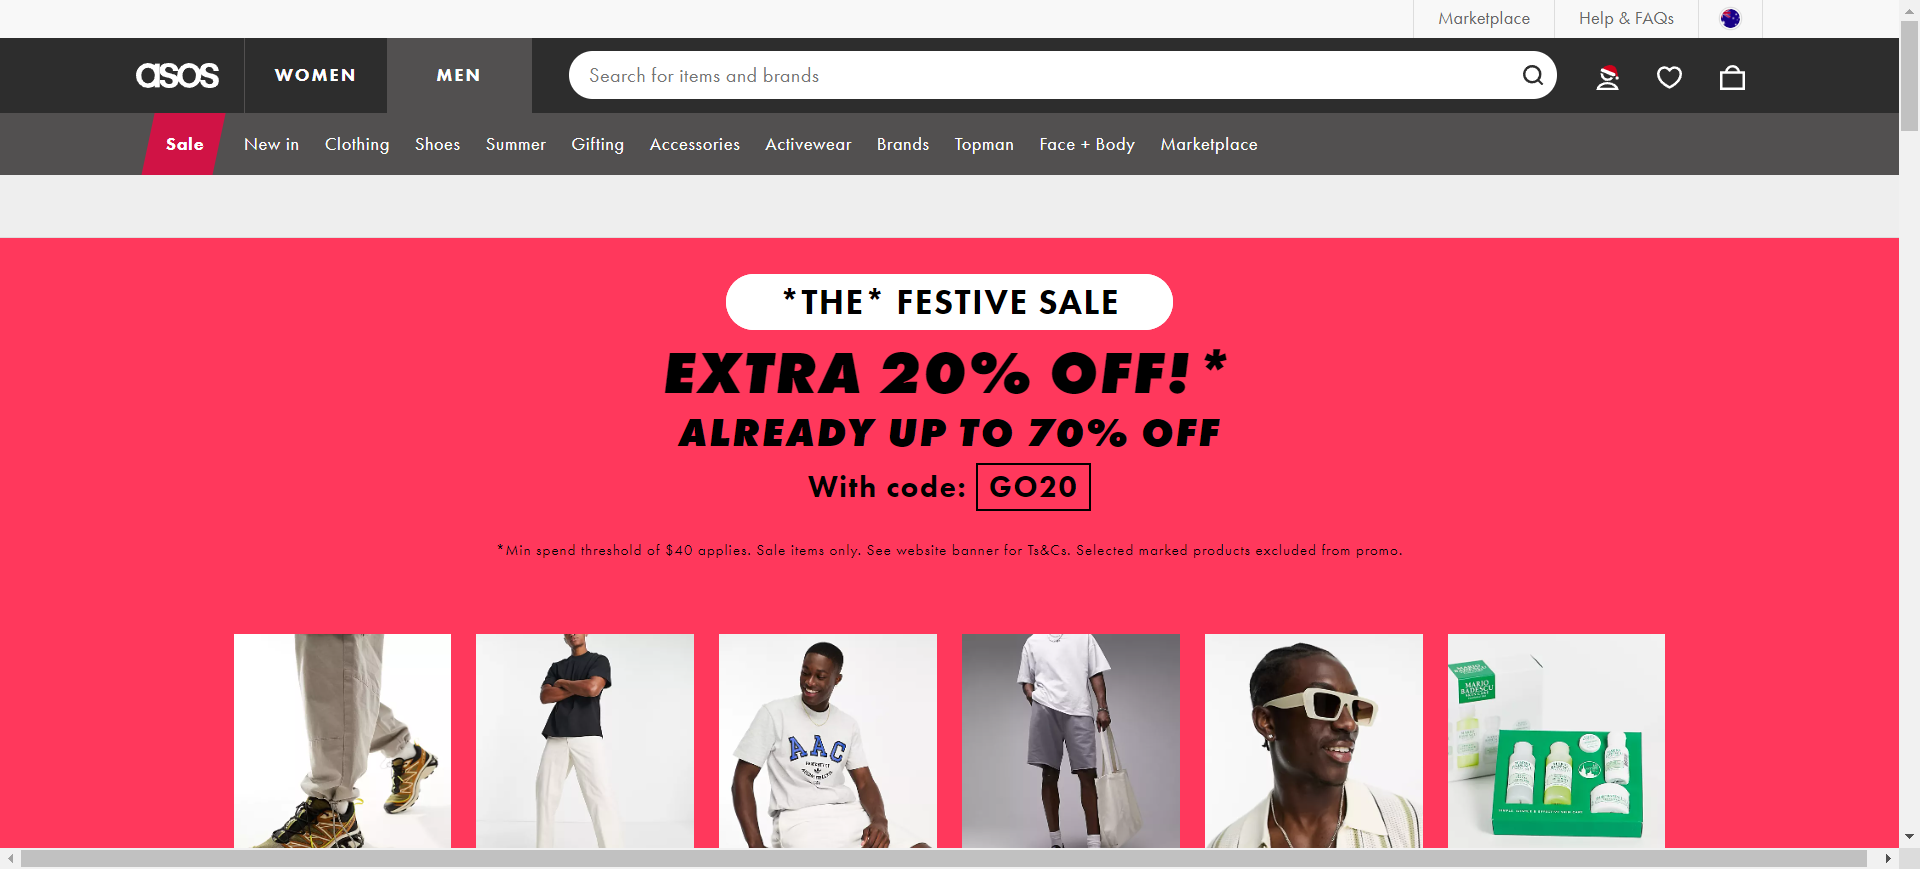 Marketplace
Help & FAQs
asos
WOMEN
MEN
Search for items and brands
Sale
New in
Clothing
Shoes
Summer
Gifting
Accessories
Activewear
Brands
Topman
Face + Body
Marketplace
*THE* FESTIVE SALE
EXTRA 20% OFF!*
ALREADY UP TO 70% OFF
With code: GO20
*Min spend threshold of $40 applies. Sale items only. See website banner for Ts&Cs. Selected marked products excluded from promo.
AAC
MARIO
BADESCU